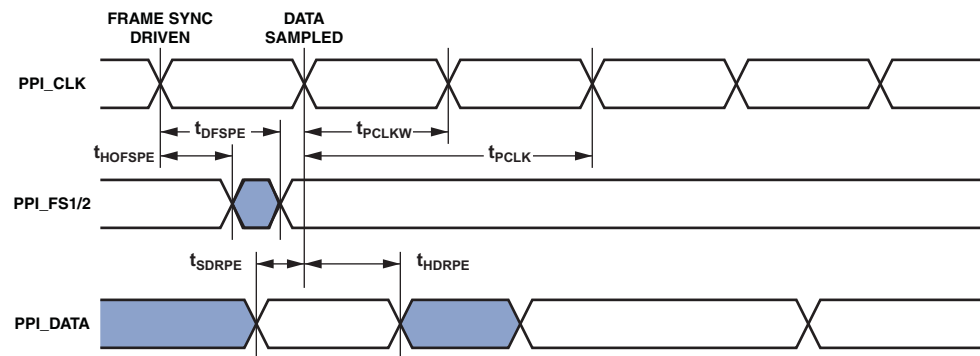 FRAME SYNC
DRIVEN
DATA
SAMPLED
PPI_CLK
tDFSPE
tPCLKW
tHOFSPE
tPCLK
PPI_FS1/2
tSDRPE
tHDRPE
PPI_DATA